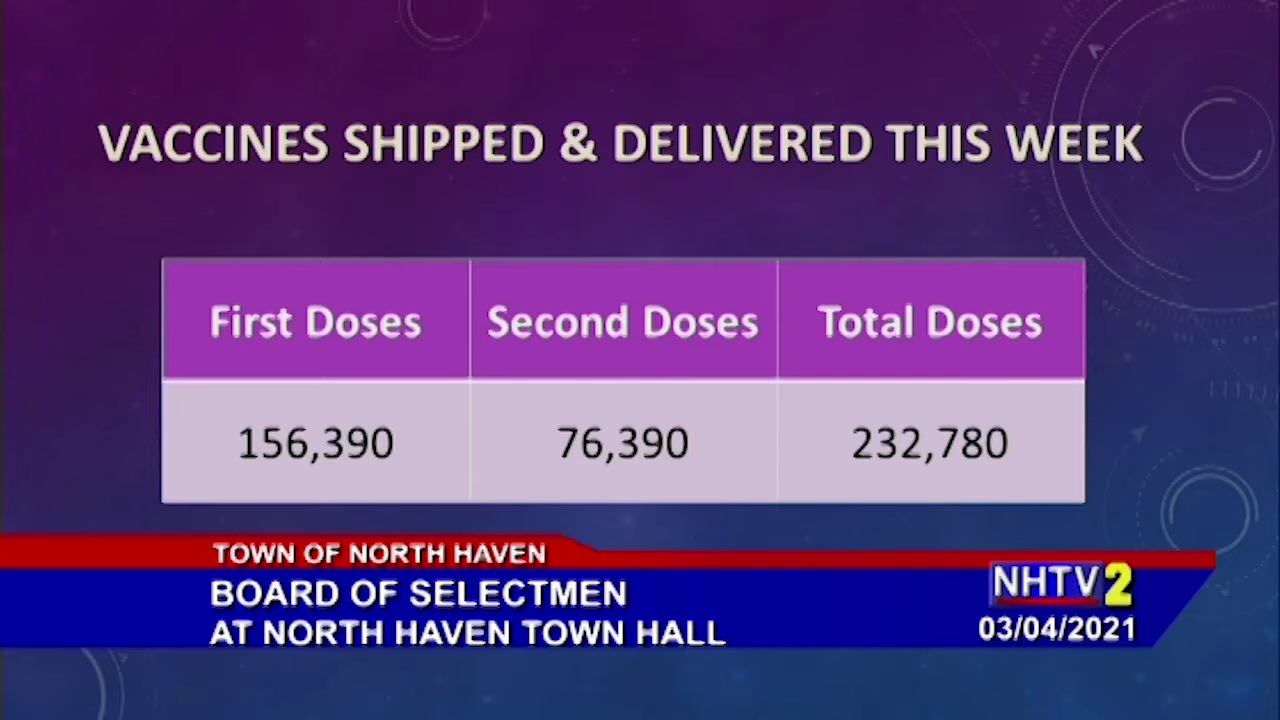 VACCINES SHIPPED & DELIVERED THIS WEEK
First Doses Second Doses Total Doses
156,390 76,390 232,780
TOWN OF NORTH HAVEN
BOARD OF SELECTMEN
AT NORTH HAVEN TOWN HALL
NHTV2
03/04/2021